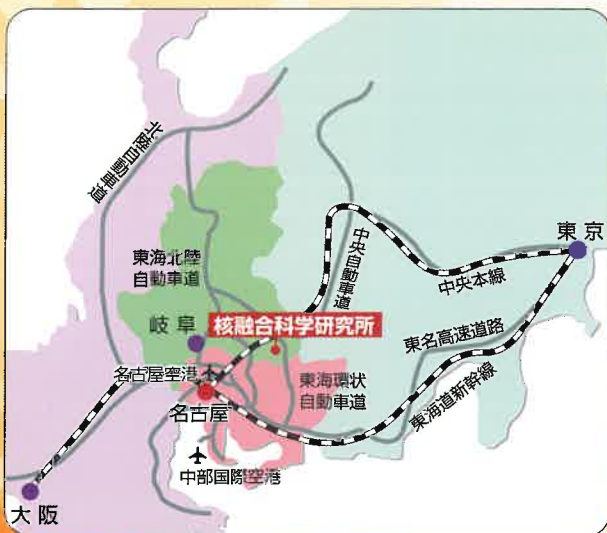 北陸自動車道
東海北陸
自動車道
中央自動車道
東京
中央本線
岐阜
核融合科学研究所
東名高速道路
名古屋空港
東海環状
自動車道
東海道新幹線
名古屋
中部国際空港
大阪